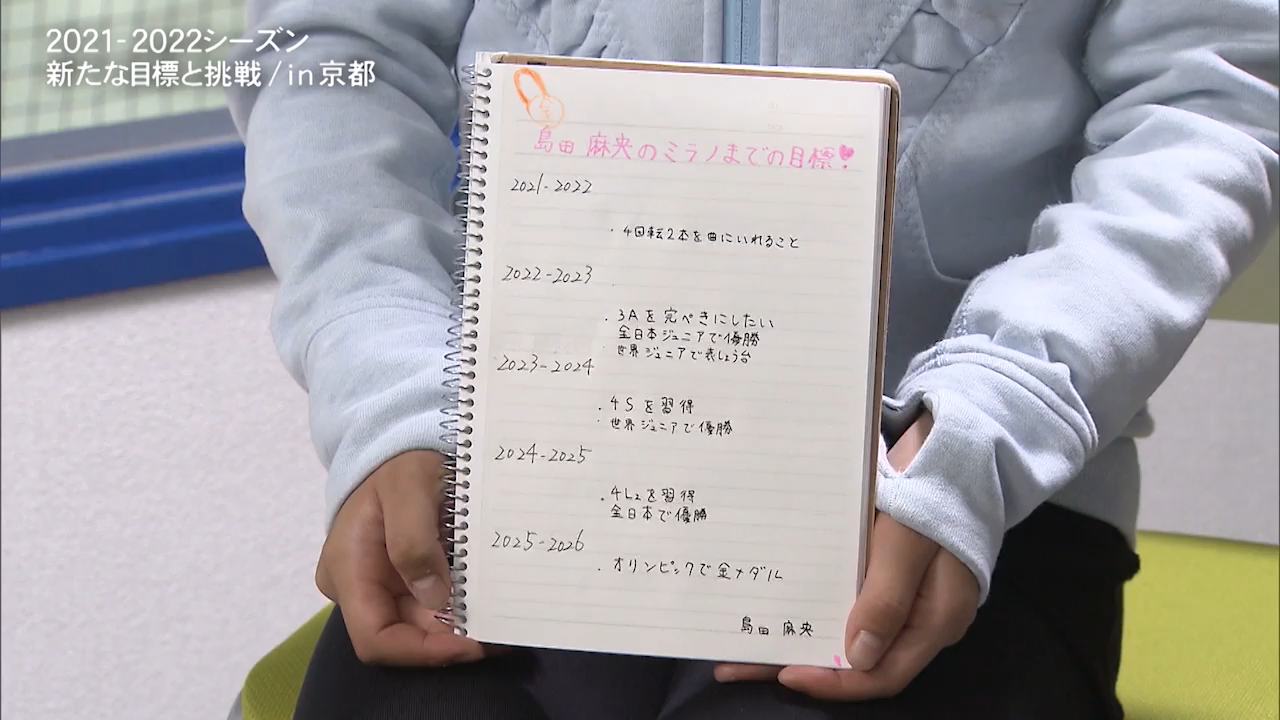 2021-2022シーズン
新たな目標と挑戦/in京都
島田 麻央のミラノまでの目標!
2021-2022
・4回転2本を曲にいれること
2022-2023
・3Aを完ぺきにしたい
全日本ジュニアで優勝
世界ジュニアで表しょう台
2023-2024
・4Sを習得
・世界ジュニアで優勝
2024-2025
・4Lzを習得
全日本で優勝
2025-2026
・オリンピックで金メダル
島田 麻央